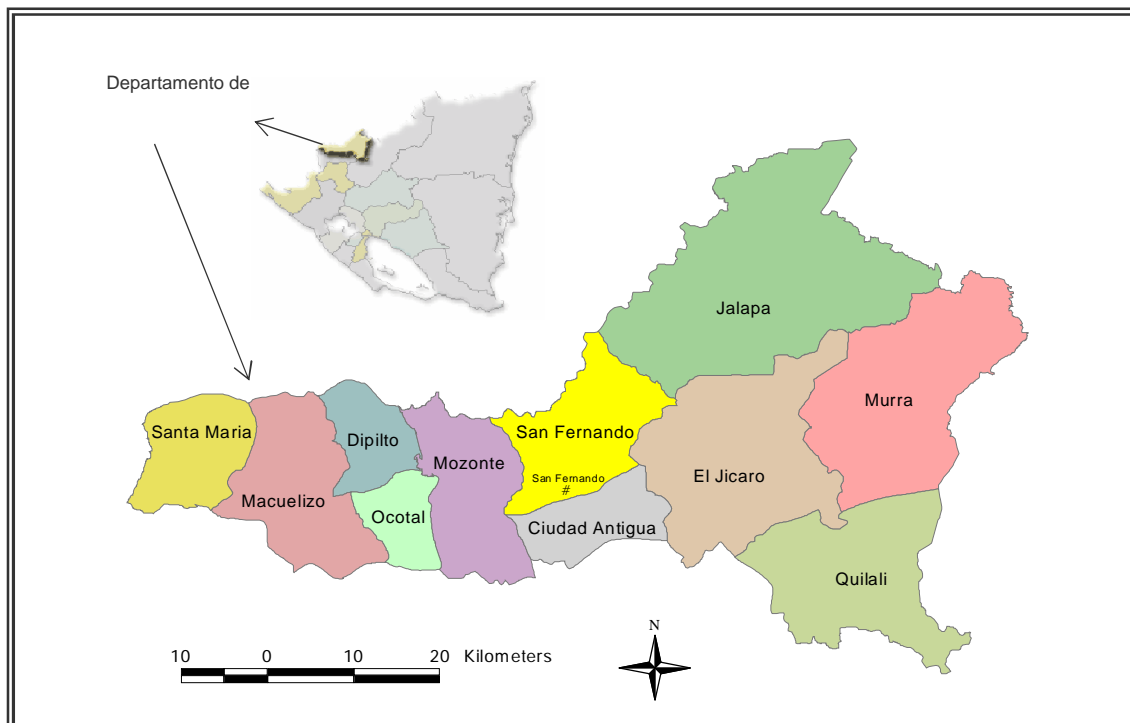 Departamento de
Jalapa
Murra
Santa Maria
Dipilto
San Fernando
Mozonte
El Jicaro
San Fernando
#
Macuelizo
Ocotal
Ciudad Antigua
Quilali
N
10 0 10 20 Kilometers